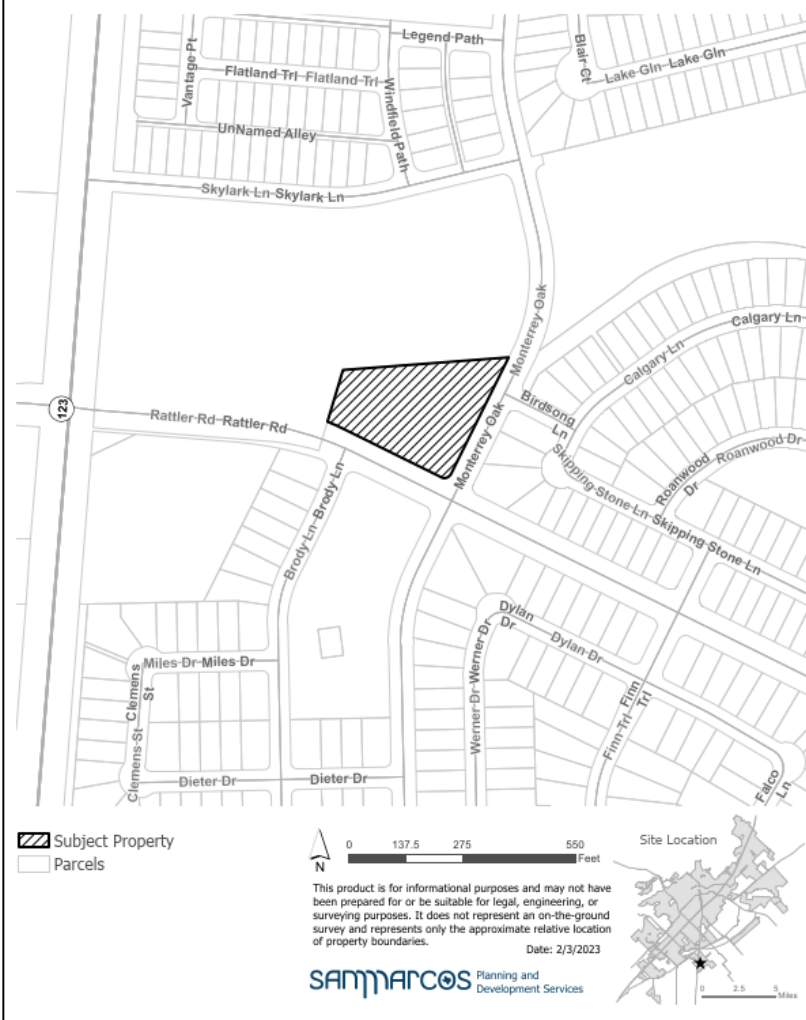 Legend Path
Blair Ct
Lake Gln Lake Gln
Vantage Pt
Flatland Trl Flatland Trl
Windfield Path
UnNamed Alley
Skylark Ln Skylark Ln
Monterrey Oak
Calgary Ln
Calgary Ln
123
Rattler Rd Rattler Rd
Birdsong
Ln
Monterrey Oak
Roanwood Dr
Roanwood
Dr
Skipping Stone Ln Skipping Stone Ln
Brody Ln Brody Ln
Dylan
Dr
Dylan Dr
Werner Dr Werner Dr
Miles Dr Miles Dr
Clemens St
Clemens
St
Finn Trl
Finn
Trl
Dieter Dr
Dieter Dr
Falco
Ln
Subject Property
Parcels
N
0 137.5 275 550
Feet
Site Location
This product is for informational purposes and may not have
been prepared for or be suitable for legal, engineering, or
surveying purposes. It does not represent an on-the-ground
survey and represents only the approximate relative location
of property boundaries.
Date: 2/3/2023
SANMARCOS
Planning and
Development Services
0 2.5 5
Miles